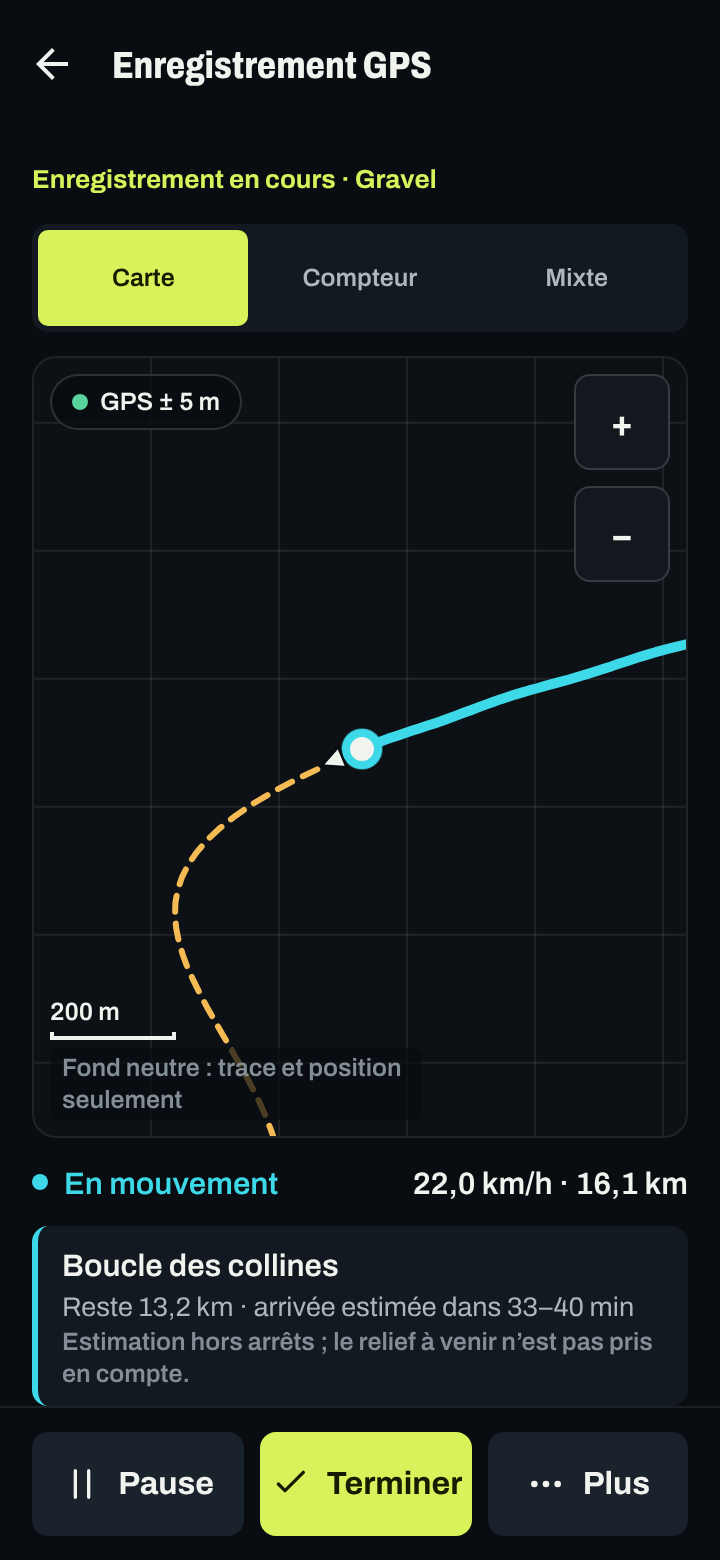 Enregistrement GPS
Enregistrement en cours · Gravel
Carte
Compteur
Mixte
GPS ± 5 m
+
−
200 m
Fond neutre : trace et position
seulement
En mouvement
22,0 km/h · 16,1 km
Boucle des collines
Reste 13,2 km · arrivée estimée dans 33–40 min
Estimation hors arrêts ; le relief à venir n’est pas pris
en compte.
Pause
Terminer
Plus